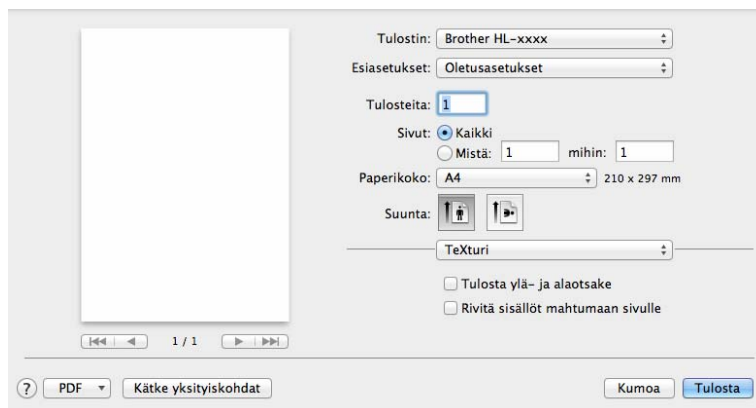 Tulostin: Brother HL-xxxx
Esiasetukset: Oletusasetukset
Tulosteita: 1
Sivut: Kaikki
Mistä: 1 mihin: 1
Paperikoko: A4 210 x 297 mm
Suunta:
TeXturi
Tulosta ylä- ja alaotsake
Rivitä sisällöt mahtumaan sivulle
1 / 1
? PDF Kätke yksityiskohdat Kumoa Tulosta